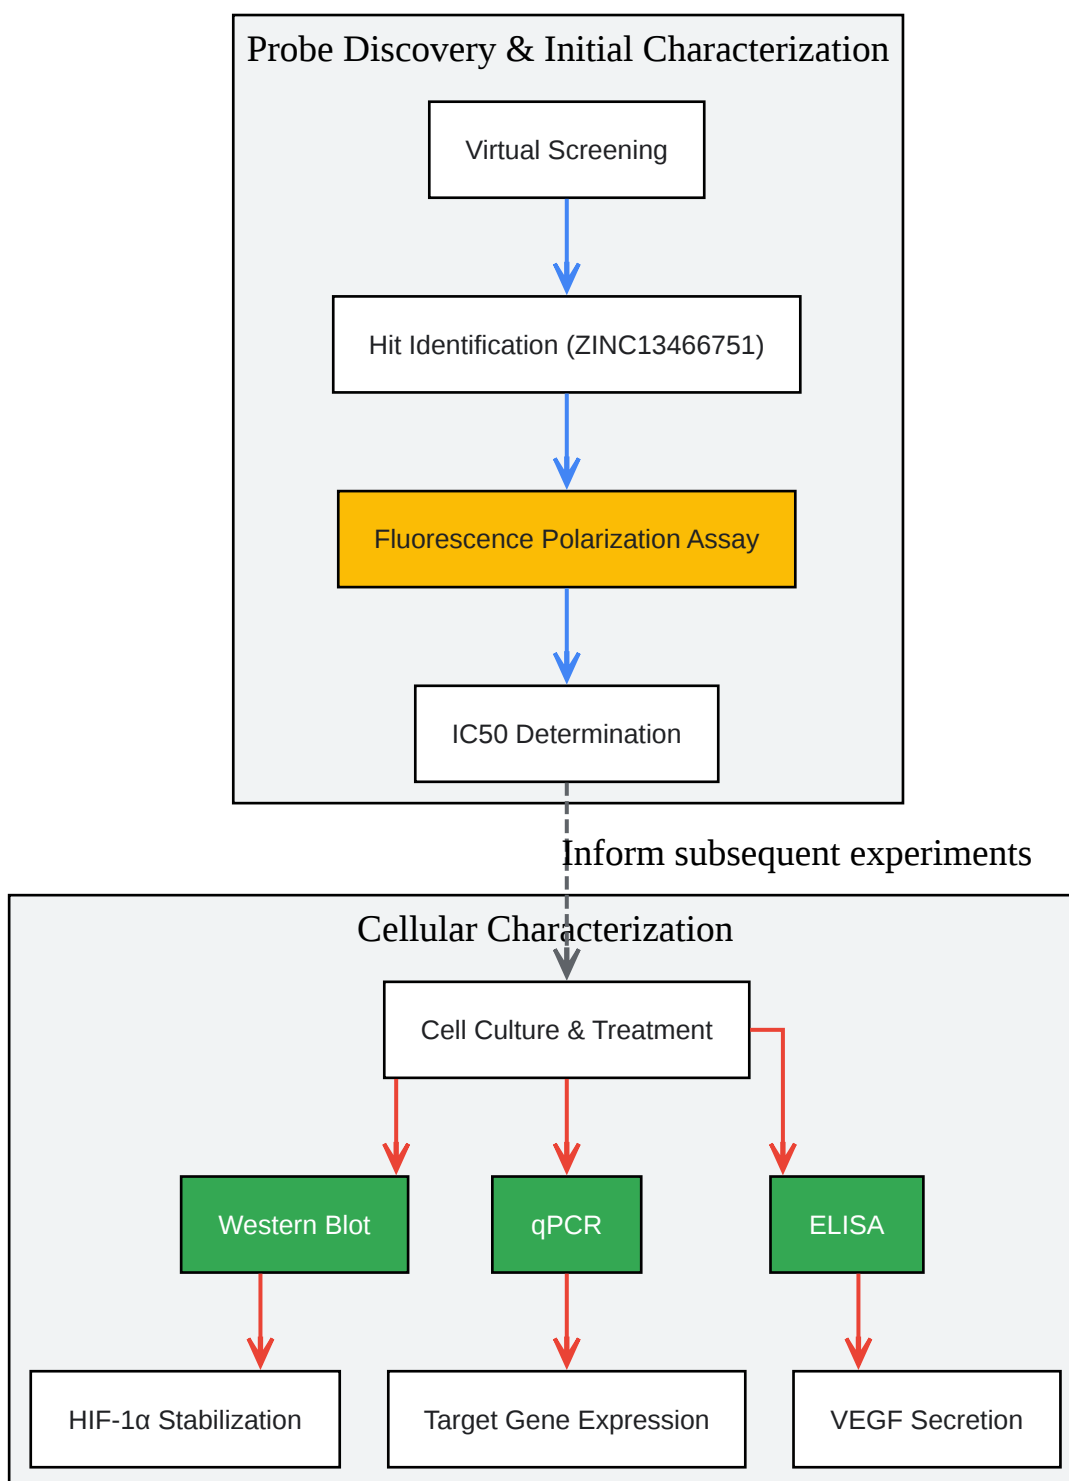 Probe Discovery & Initial Characterization
Virtual Screening
Hit Identification (ZINC13466751)
Fluorescence Polarization Assay
IC50 Determination
Inform subsequent experiments
Cellular Characterization
Cell Culture & Treatment
Western Blot
qPCR
ELISA
HIF-1α Stabilization
Target Gene Expression
VEGF Secretion